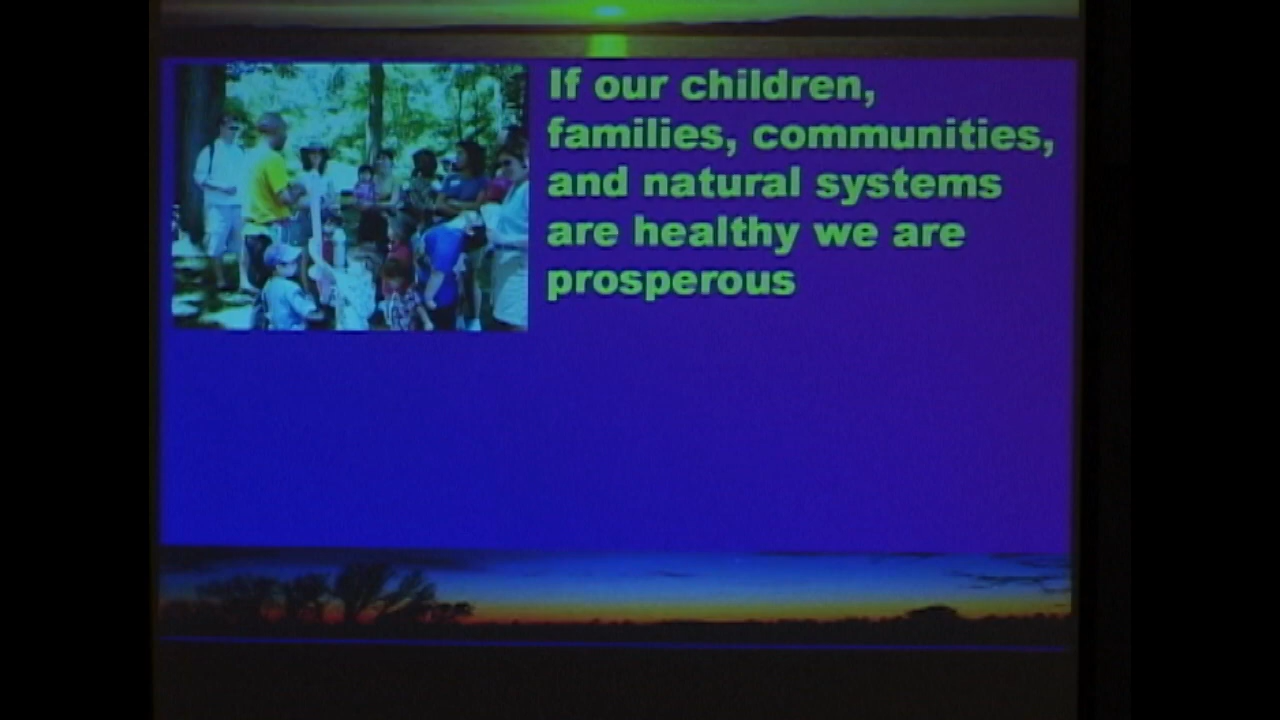 If our children,
families, communities,
and natural systems
are healthy we are
prosperous